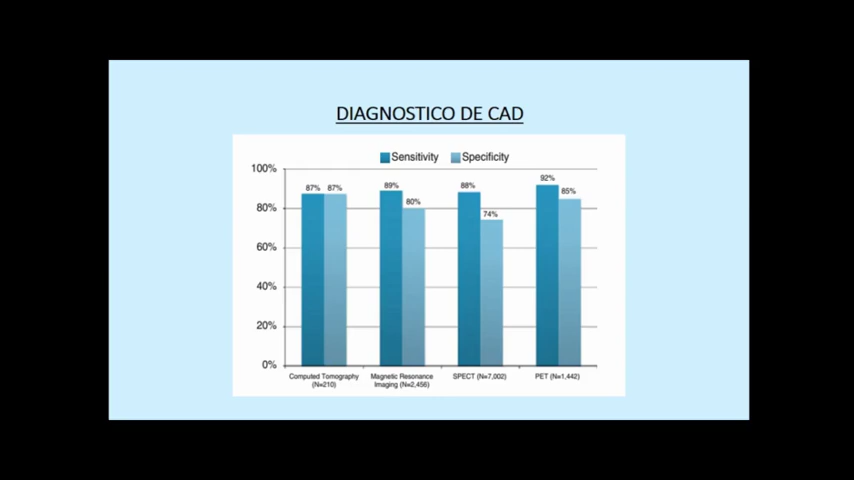 DIAGNOSTICO DE CAD
Sensitivity Specificity
100%
80%
60%
40%
20%
0%
87% 87%
89%
80%
88%
74%
92%
85%
Computed Tomography
(N=210)
Magnetic Resonance
Imaging (N=2,456)
SPECT (N=7,002)
PET (N=1,442)